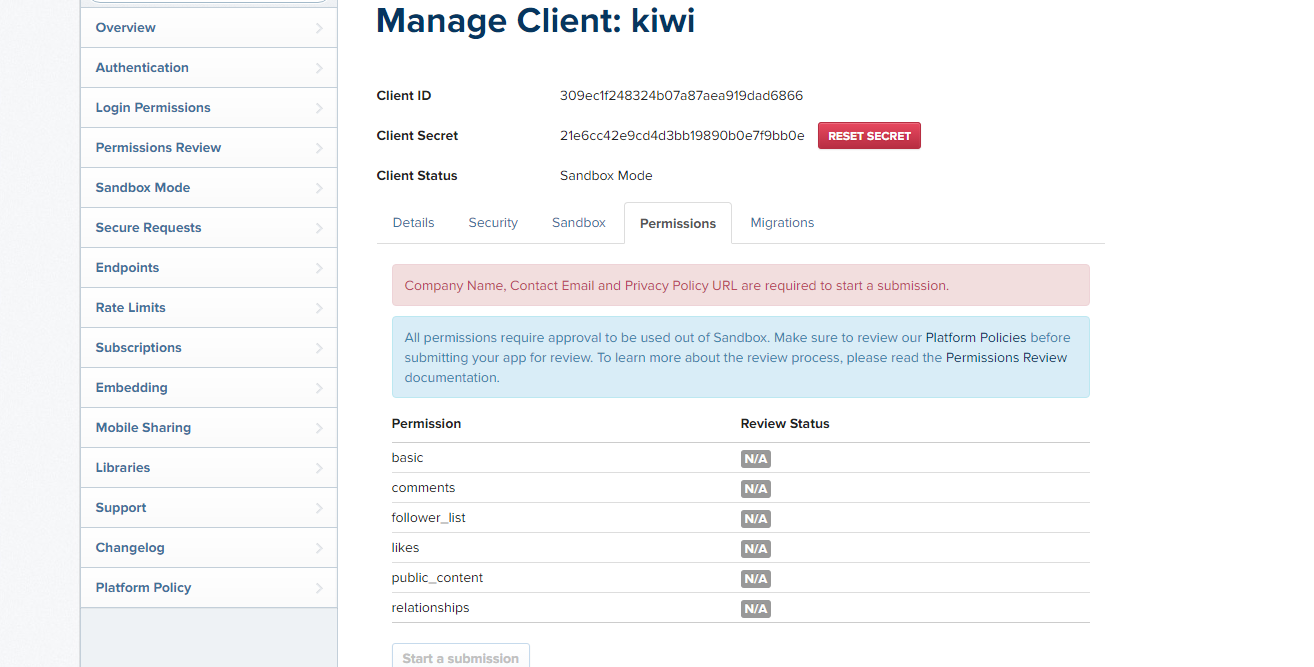 Overview
Authentication
Login Permissions
Permissions Review
Sandbox Mode
Secure Requests
Endpoints
Rate Limits
Subscriptions
Embedding
Mobile Sharing
Libraries
Support
Changelog
Platform Policy
Manage Client: kiwi
Client ID 309ec1f248324b07a87aea919dad6866
Client Secret 21e6cc42e9cd4d3bb19890b0e7f9bb0e RESET SECRET
Client Status Sandbox Mode
Details Security Sandbox Permissions Migrations
Company Name, Contact Email and Privacy Policy URL are required to start a submission.
All permissions require approval to be used out of Sandbox. Make sure to review our Platform Policies before
submitting your app for review. To learn more about the review process, please read the Permissions Review
documentation.
Permission Review Status
basic N/A
comments N/A
follower_list N/A
likes N/A
public_content N/A
relationships N/A
Start a submission